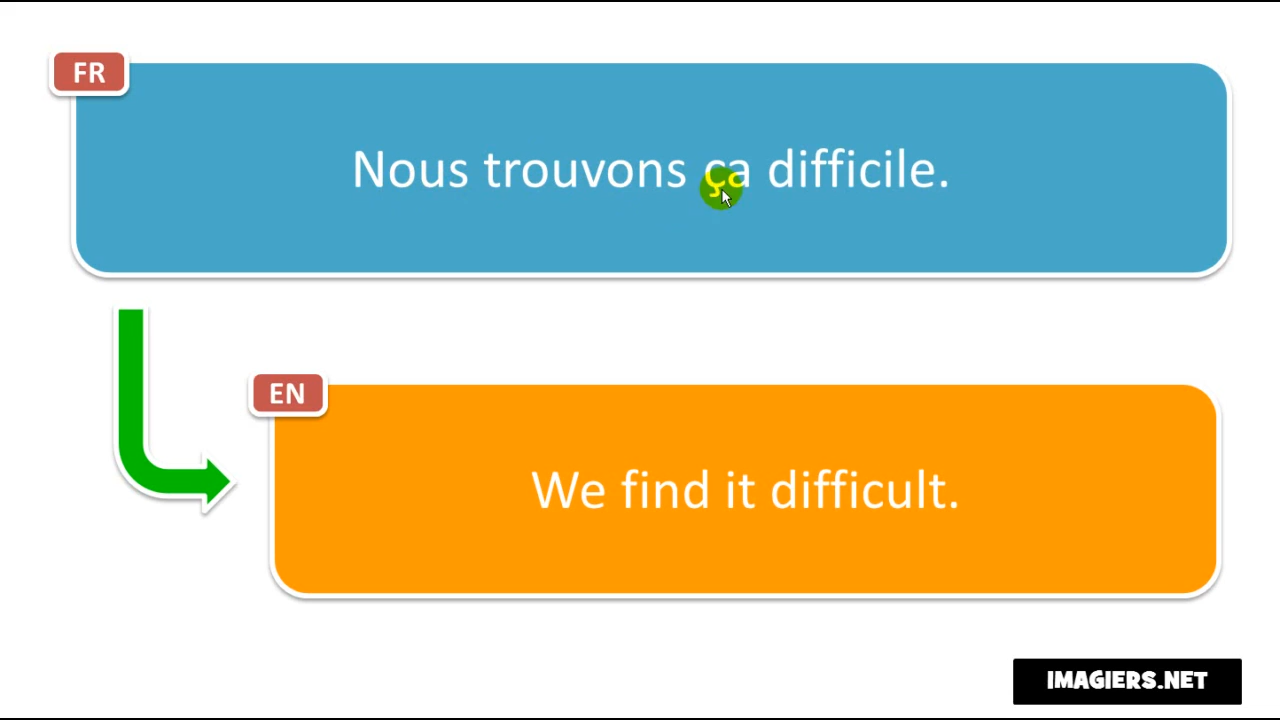 FR
Nous trouvons ça difficile.
EN
We find it difficult.
IMAGIERS.NET